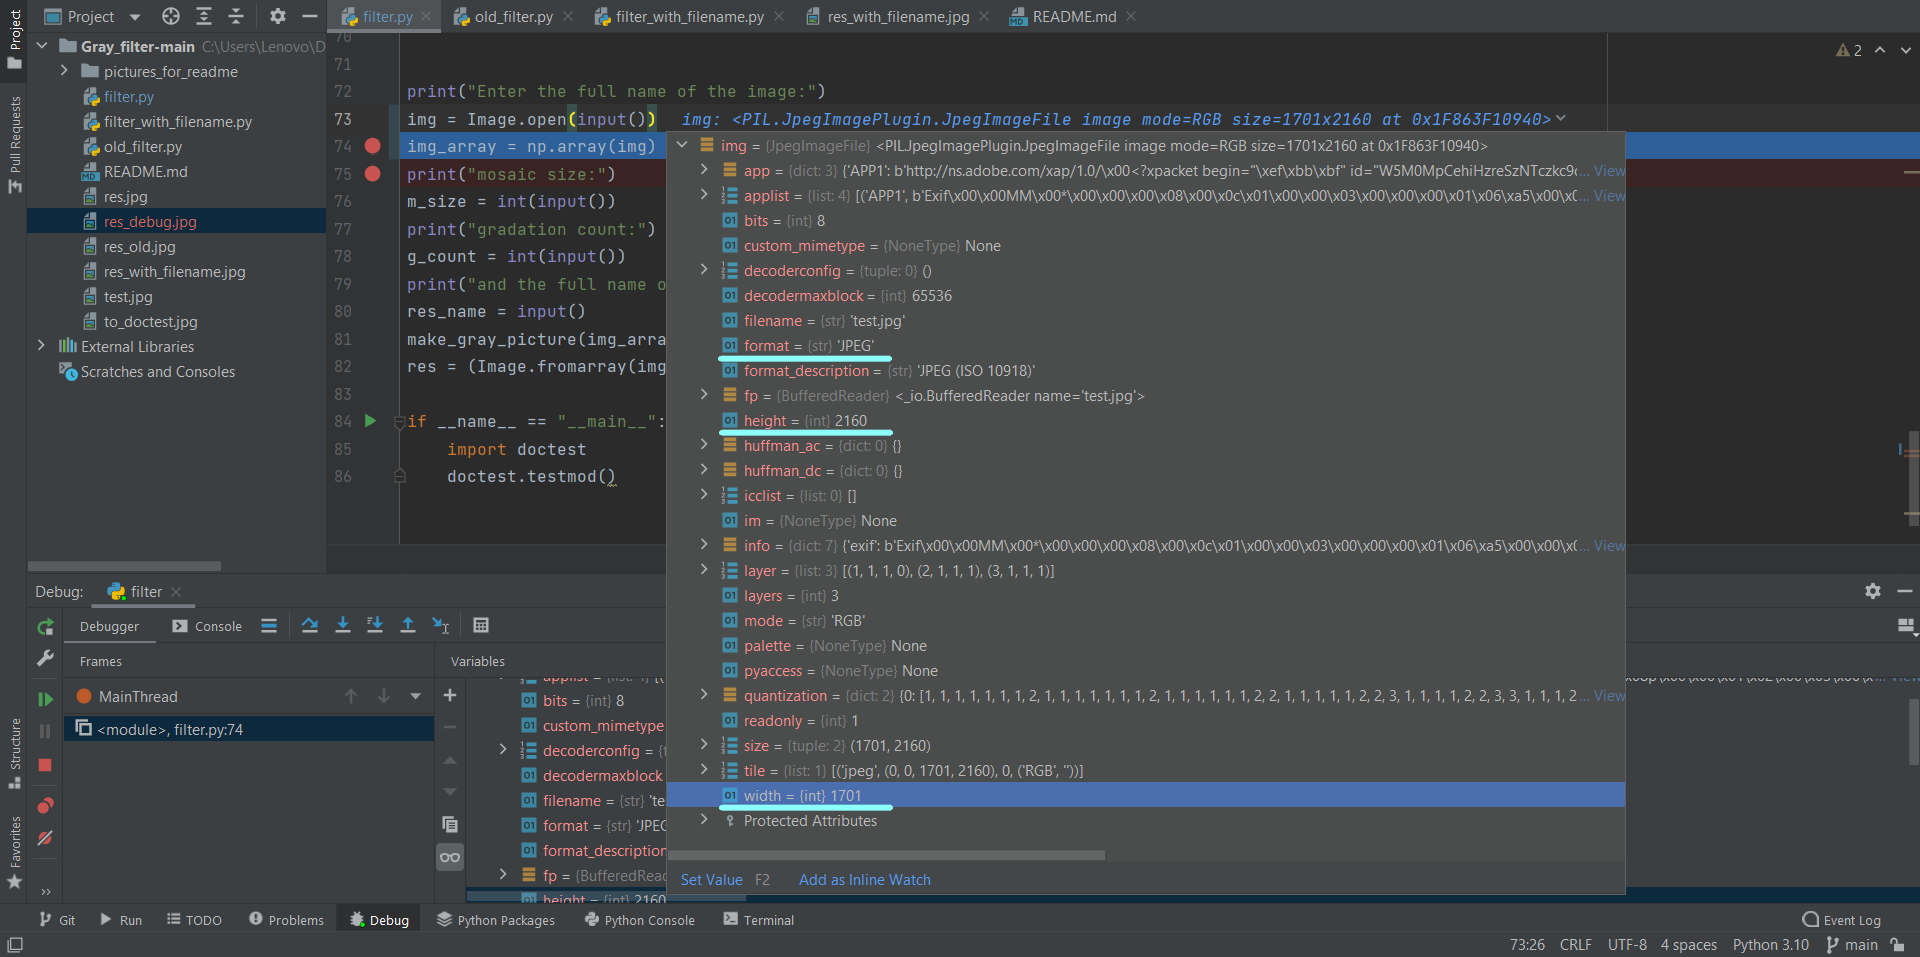 Project
filter.py
old_filter.py
filter_with_filename.py
res_with_filename.jpg
README.md
Project
Pull Requests
Structure
Favorites
Gray_filter-main C:\Users\Lenovo\D
pictures_for_readme
filter.py
filter_with_filename.py
old_filter.py
README.md
res.jpg
res_debug.jpg
res_old.jpg
res_with_filename.jpg
test.jpg
to_doctest.jpg
External Libraries
Scratches and Consoles
2
70
71
72 print("Enter the full name of the image:")
73 img = Image.open(input()) img: <PIL.JpegImagePlugin.JpegImageFile image mode=RGB size=1701x2160 at 0x1F863F10940>
74 img_array = np.array(img)
75 print("mosaic size:")
76 m_size = int(input())
77 print("gradation count:")
78 g_count = int(input())
79 print("and the full name o
80 res_name = input()
81 make_gray_picture(img_arra
82 res = (Image.fromarray(img
83
84 if __name__ == "__main__":
85 import doctest
86 doctest.testmod()
img = {JpegImageFile} <PIL.JpegImagePlugin.JpegImageFile image mode=RGB size=1701x2160 at 0x1F863F10940>
app = {dict: 3} {'APP1': b'http://ns.adobe.com/xap/1.0/\x00<?xpacket begin="\xef\xbb\xbf" id="W5M0MpCehiHzreSzNTczkc9d... View
applist = {list: 4} [('APP1', b'Exif\x00\x00MM\x00*\x00\x00\x00\x08\x00\x0c\x01\x00\x00\x03\x00\x00\x00\x01\x06\xa5\x00\x0... View
bits = {int} 8
custom_mimetype = {NoneType} None
decoderconfig = {tuple: 0} ()
decodermaxblock = {int} 65536
filename = {str} 'test.jpg'
format = {str} 'JPEG'
format_description = {str} 'JPEG (ISO 10918)'
fp = {BufferedReader} <_io.BufferedReader name='test.jpg'>
height = {int} 2160
huffman_ac = {dict: 0} {}
huffman_dc = {dict: 0} {}
icclist = {list: 0} []
im = {NoneType} None
info = {dict: 7} {'exif': b'Exif\x00\x00MM\x00*\x00\x00\x00\x08\x00\x0c\x01\x00\x00\x03\x00\x00\x00\x01\x06\xa5\x00\x00\x0... View
layer = {list: 3} [(1, 1, 1, 0), (2, 1, 1, 1), (3, 1, 1, 1)]
layers = {int} 3
mode = {str} 'RGB'
palette = {NoneType} None
pyaccess = {NoneType} None
quantization = {dict: 2} {0: [1, 1, 1, 1, 1, 1, 1, 2, 1, 1, 1, 1, 1, 1, 1, 2, 1, 1, 1, 1, 1, 1, 2, 2, 1, 1, 1, 1, 1, 2, 2, 3, 1, 1, 1, 1, 2, 2, 3, 3, 1, 1, 1, 2... View
readonly = {int} 1
size = {tuple: 2} (1701, 2160)
tile = {list: 1} [('jpeg', (0, 0, 1701, 2160), 0, ('RGB', ''))]
width = {int} 1701
Protected Attributes
Set Value F2 Add as Inline Watch
Debug: filter
Debugger
Console
Frames
Variables
MainThread
<module>, filter.py:74
bits = {int} 8
custom_mimetype
decoderconfig = {t
decodermaxblock
filename = {str} 'te
format = {str} 'JPEG
format_description
fp = {BufferedReac
height = {int} 2160
Git
Run
TODO
Problems
Debug
Python Packages
Python Console
Terminal
Event Log
73:26 CRLF UTF-8 4 spaces Python 3.10 main